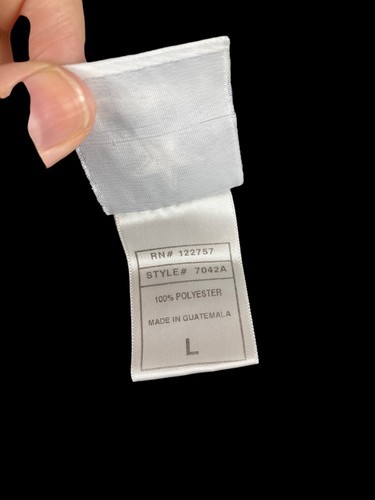 RN# 122757
STYLE# 7042A
100% POLYESTER
MADE IN GUATEMALA
L